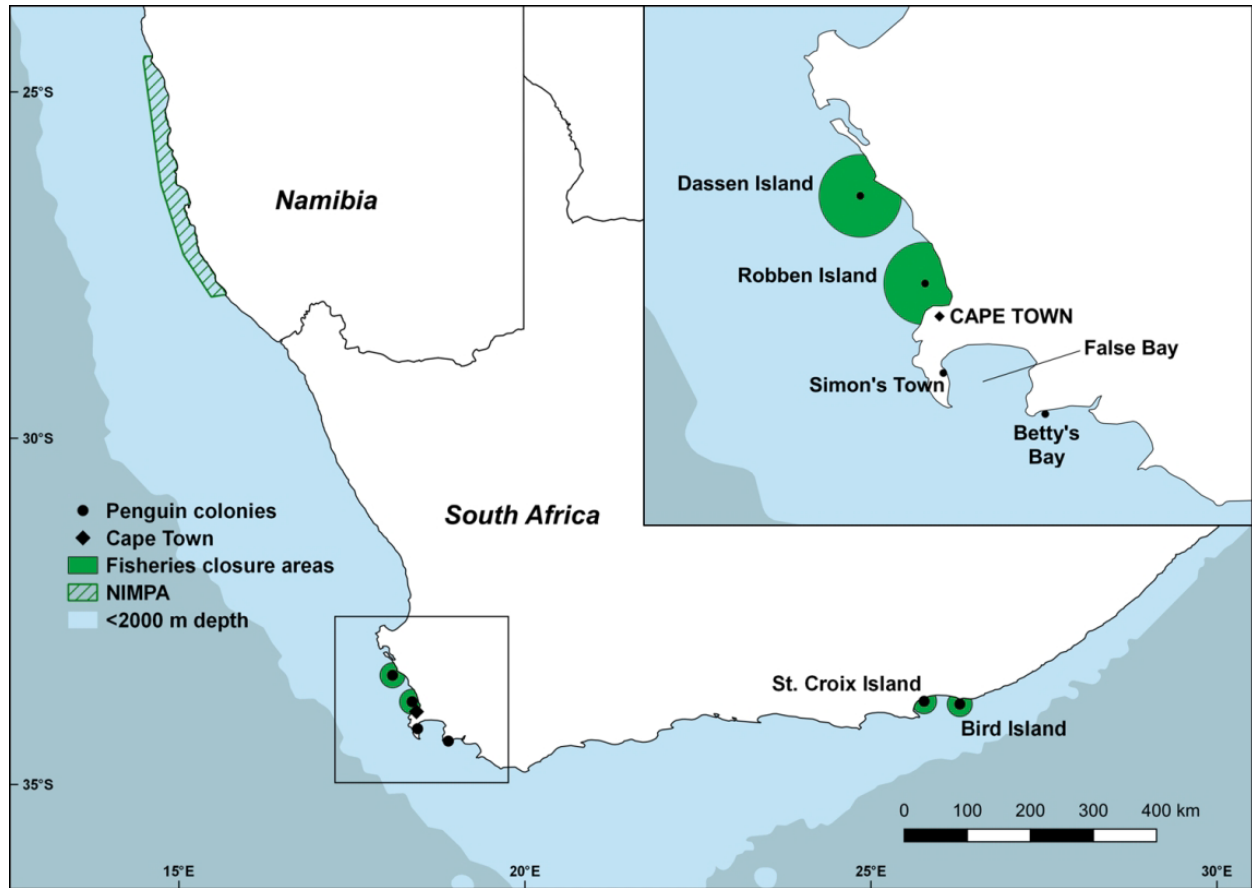 25°S
30°S
35°S
15°E
20°E
25°E
30°E
Namibia
South Africa
Penguin colonies
Cape Town
Fisheries closure areas
NIMPA
<2000 m depth
St. Croix Island
Bird Island
0 100 200 300 400 km
Dassen Island
Robben Island
CAPE TOWN
False Bay
Simon's Town
Betty's
Bay